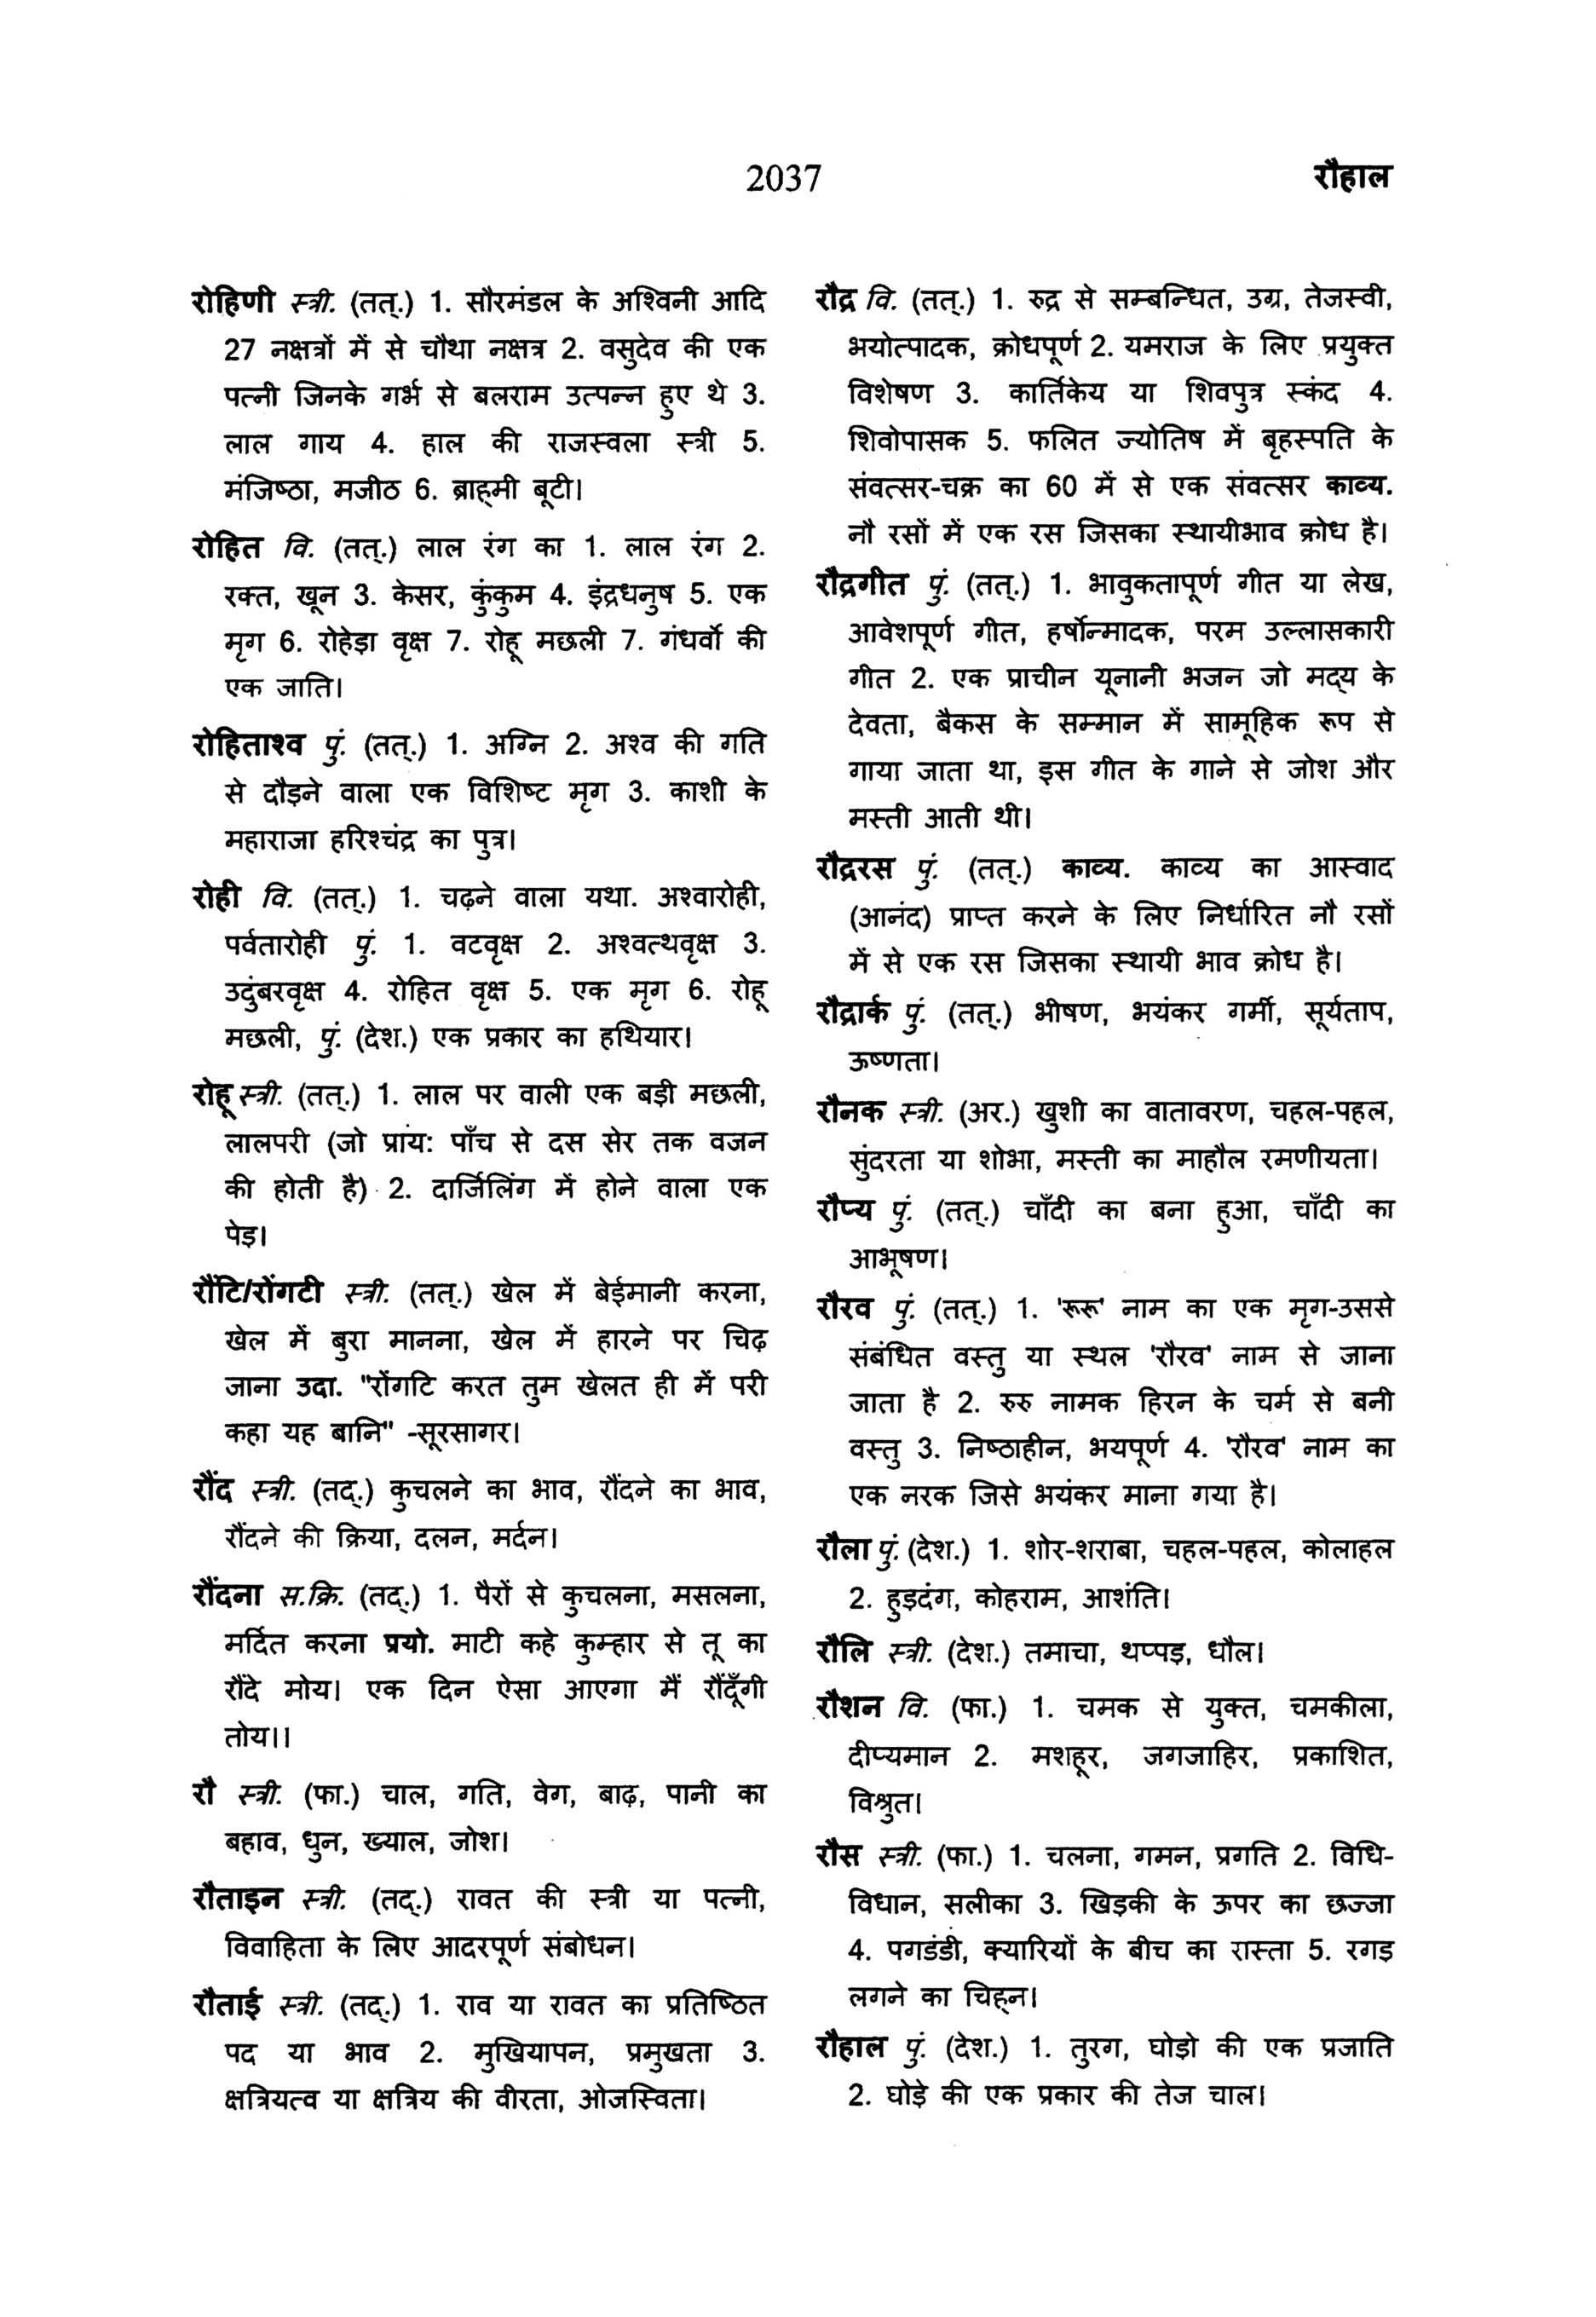 2037
रौहाल
रोहिणी स्त्री. (तत्.) 1. सौरमंडल के अश्विनी आदि
27 नक्षत्रों में से चौथा नक्षत्र 2. वसुदेव की एक
पत्नी जिनके गर्भ से बलराम उत्पन्न हुए थे 3.
लाल गाय 4. हाल की राजस्वला स्त्री 5.
मंजिष्ठा, मजीठ 6. ब्राह्मी बूटी।
रोहित वि. (तत्.) लाल रंग का 1. लाल रंग 2.
रक्त, खून 3. केसर, कुंकुम 4. इंद्रधनुष 5. एक
मृग 6. रोहेड़ा वृक्ष 7. रोहू मछली 7. गंधर्वो की
एक जाति।
रोहिताश्व पुं. (तत्.) 1. अग्नि 2. अश्व की गति
से दौड़ने वाला एक विशिष्ट मृग 3. काशी के
महाराजा हरिश्चंद्र का पुत्र।
रोही वि. (तत्.) 1. चढ़ने वाला यथा. अश्वारोही,
पर्वतारोही पुं. 1. वटवृक्ष 2. अश्वत्थवृक्ष 3.
उदुंबरवृक्ष 4. रोहित वृक्ष 5. एक मृग 6. रोहू
मछली, पुं. (देश.) एक प्रकार का हथियार।
रोहू स्त्री. (तत्.) 1. लाल पर वाली एक बड़ी मछली,
लालपरी (जो प्राय: पाँच से दस सेर तक वजन
की होती है) 2. दार्जिलिंग में होने वाला एक
पेड़।
रौंटि/रोंगटी स्त्री. (तत्.) खेल में बेईमानी करना,
खेल में बुरा मानना, खेल में हारने पर चिढ़
जाना उदा. "रोंगटि करत तुम खेलत ही में परी
कहा यह बानि" -सूरसागर।
रौंद स्त्री. (तद्.) कुचलने का भाव, रौंदने का भाव,
रौंदने की क्रिया, दलन, मर्दन।
रौंदना स.क्रि. (तद्.) 1. पैरों से कुचलना, मसलना,
मर्दित करना प्रयो. माटी कहे कुम्हार से तू का
रौंदे मोय। एक दिन ऐसा आएगा मैं रौंदूँगी
तोय।।
रौ स्त्री. (फा.) चाल, गति, वेग, बाढ़, पानी का
बहाव, धुन, ख्याल, जोश।
रौताइन स्त्री. (तद्.) रावत की स्त्री या पत्नी,
विवाहिता के लिए आदरपूर्ण संबोधन।
रौताई स्त्री. (तद्.) 1. राव या रावत का प्रतिष्ठित
पद या भाव 2. मुखियापन, प्रमुखता 3.
क्षत्रियत्व या क्षत्रिय की वीरता, ओजस्विता।
रौद्र वि. (तत्.) 1. रुद्र से सम्बन्धित, उग्र, तेजस्वी,
भयोत्पादक, क्रोधपूर्ण 2. यमराज के लिए प्रयुक्त
विशेषण 3. कार्तिकेय या शिवपुत्र स्कंद 4.
शिवोपासक 5. फलित ज्योतिष में बृहस्पति के
संवत्सर-चक्र का 60 में से एक संवत्सर काव्य.
नौ रसों में एक रस जिसका स्थायीभाव क्रोध है।
रौद्रगीत पुं. (तत्.) 1. भावुकतापूर्ण गीत या लेख,
आवेशपूर्ण गीत, हर्षोन्मादक, परम उल्लासकारी
गीत 2. एक प्राचीन यूनानी भजन जो मद्य के
देवता, बैकस के सम्मान में सामूहिक रूप से
गाया जाता था, इस गीत के गाने से जोश और
मस्ती आती थी।
रौद्ररस पुं. (तत्.) काव्य. काव्य का आस्वाद
(आनंद) प्राप्त करने के लिए निर्धारित नौ रसों
में से एक रस जिसका स्थायी भाव क्रोध है।
रौद्रार्क पुं. (तत्.) भीषण, भयंकर गर्मी, सूर्यताप,
ऊष्णता।
रौनक स्त्री. (अर.) खुशी का वातावरण, चहल-पहल,
सुंदरता या शोभा, मस्ती का माहौल रमणीयता।
रौप्य पुं. (तत्.) चाँदी का बना हुआ, चाँदी का
आभूषण।
रौरव पुं. (तत्.) 1. 'रूरू' नाम का एक मृग-उससे
संबंधित वस्तु या स्थल 'रौरव' नाम से जाना
जाता है 2. रुरु नामक हिरन के चर्म से बनी
वस्तु 3. निष्ठाहीन, भयपूर्ण 4. 'रौरव' नाम का
एक नरक जिसे भयंकर माना गया है।
रौला पुं. (देश.) 1. शोर-शराबा, चहल-पहल, कोलाहल
2. हुड़दंग, कोहराम, आशंति।
रौलि स्त्री. (देश.) तमाचा, थप्पड़, धौल।
रौशन वि. (फा.) 1. चमक से युक्त, चमकीला,
दीप्यमान 2. मशहूर, जगजाहिर, प्रकाशित,
विश्रुत।
रौस स्त्री. (फा.) 1. चलना, गमन, प्रगति 2. विधि-
विधान, सलीका 3. खिड़की के ऊपर का छज्जा
4. पगडंडी, क्यारियों के बीच का रास्ता 5. रगड़
लगने का चिह्न।
रौहाल पुं. (देश.) 1. तुरग, घोड़ो की एक प्रजाति
2. घोड़े की एक प्रकार की तेज चाल।